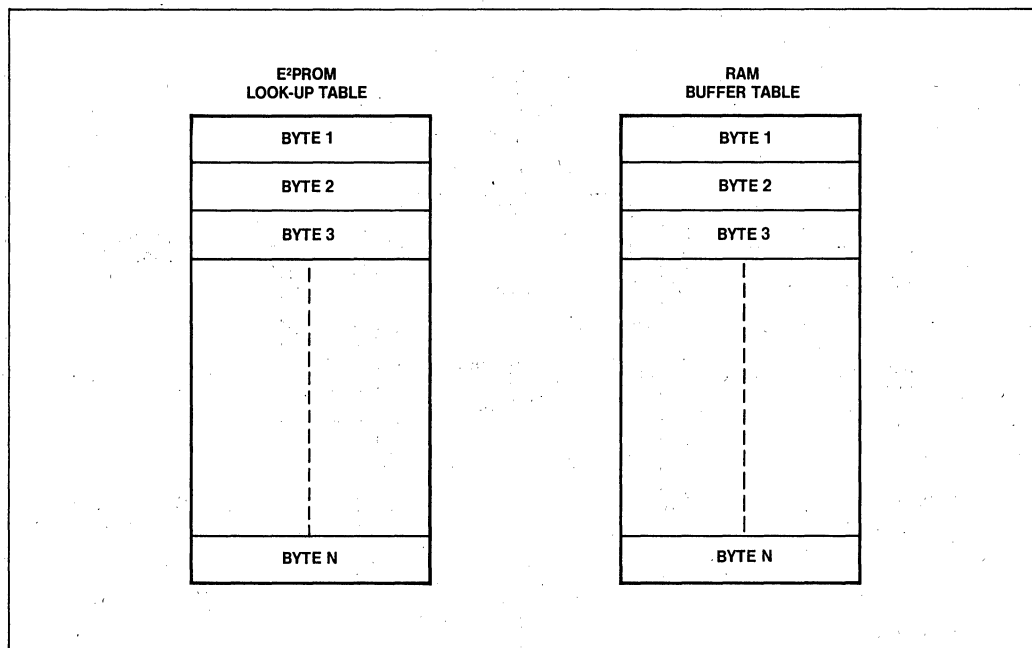 E²PROM
LOOK-UP TABLE
BYTE 1
BYTE 2
BYTE 3
BYTE N
RAM
BUFFER TABLE
BYTE 1
BYTE 2
BYTE 3
BYTE N